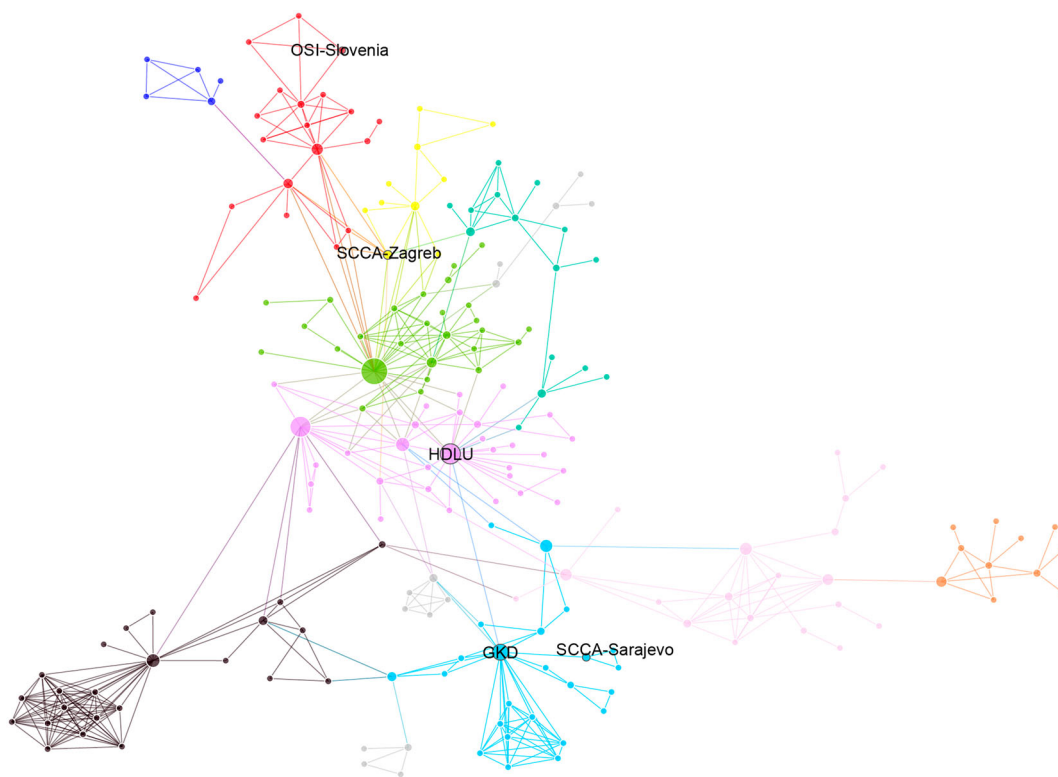 OSI-Slovenia
SCCA-Zagreb
HDLU
GKD
SCCA-Sarajevo